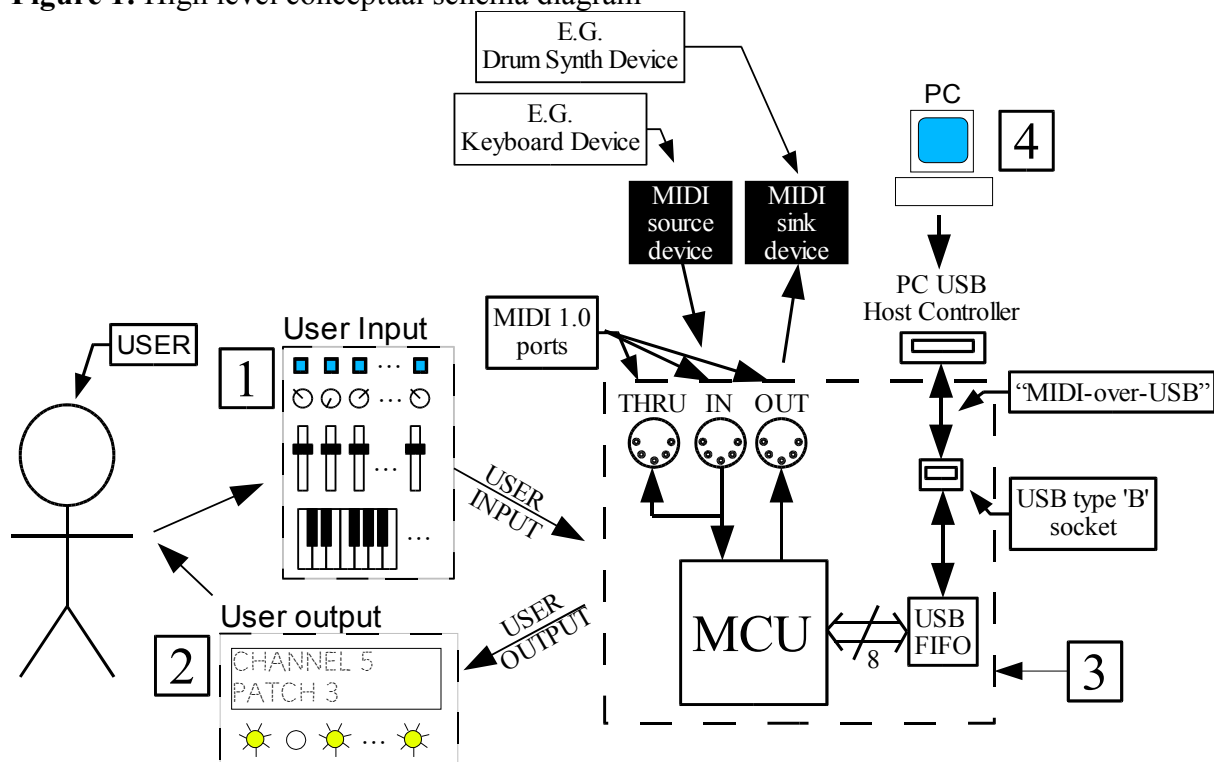 Figure 1: High level conceptual schema diagram
E.G.
Drum Synth Device
E.G.
Keyboard Device
PC
4
MIDI
source
device
MIDI
sink
device
PC USB
Host Controller
MIDI 1.0
ports
USER
User Input
1
THRU IN OUT
“MIDI-over-USB”
USER
INPUT
USB type 'B'
socket
User output
USER
OUTPUT
MCU
8
USB
FIFO
3
2
CHANNEL 5
PATCH 3